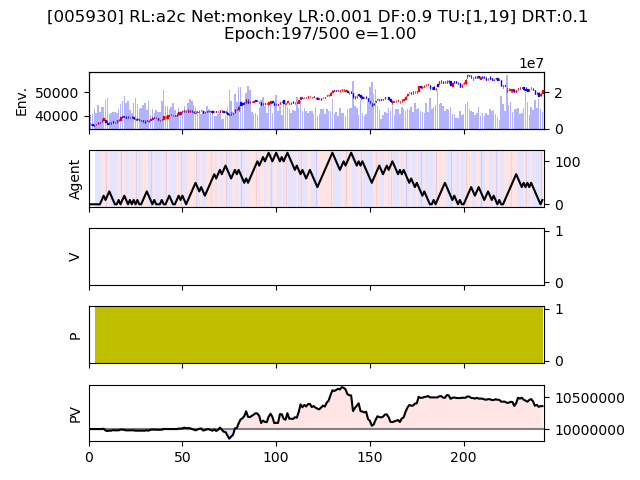 [005930] RL:a2c Net:monkey LR:0.001 DF:0.9 TU:[1,19] DRT:0.1
Epoch:197/500 e=1.00
1e7
Env.
50000
40000
2
0
Agent
100
0
V
1
0
P
1
0
PV
10500000
10000000
0 50 100 150 200